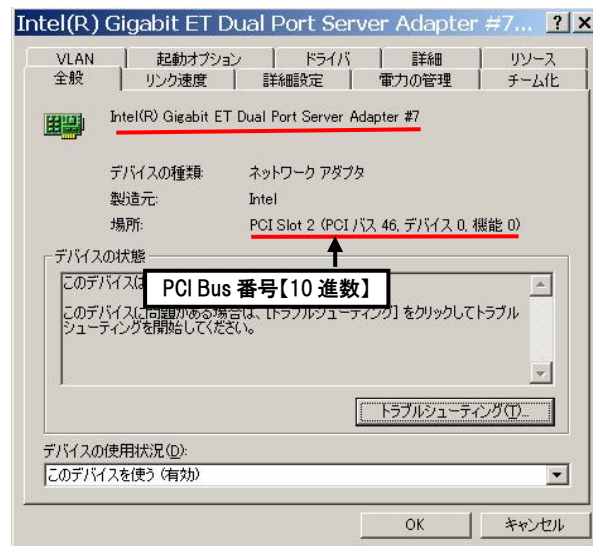 Intel(R) Gigabit ET Dual Port Server Adapter #7...
VLAN 起動オプション ドライバ 詳細 リソース
全般 リンク速度 詳細設定 電力の管理 チーム化
Intel(R) Gigabit ET Dual Port Server Adapter #7
デバイスの種類: ネットワーク アダプタ
製造元: Intel
場所: PCI Slot 2 (PCI バス 46, デバイス 0, 機能 0)
デバイスの状態
このデバイスは
PCI Bus 番号【10 進数】
このデバイスに問題がある場合は、[トラブルシューティング] をクリックしてトラブル
シューティングを開始してください。
トラブルシューティング(T)...
デバイスの使用状況(D):
このデバイスを使う (有効)
OK キャンセル